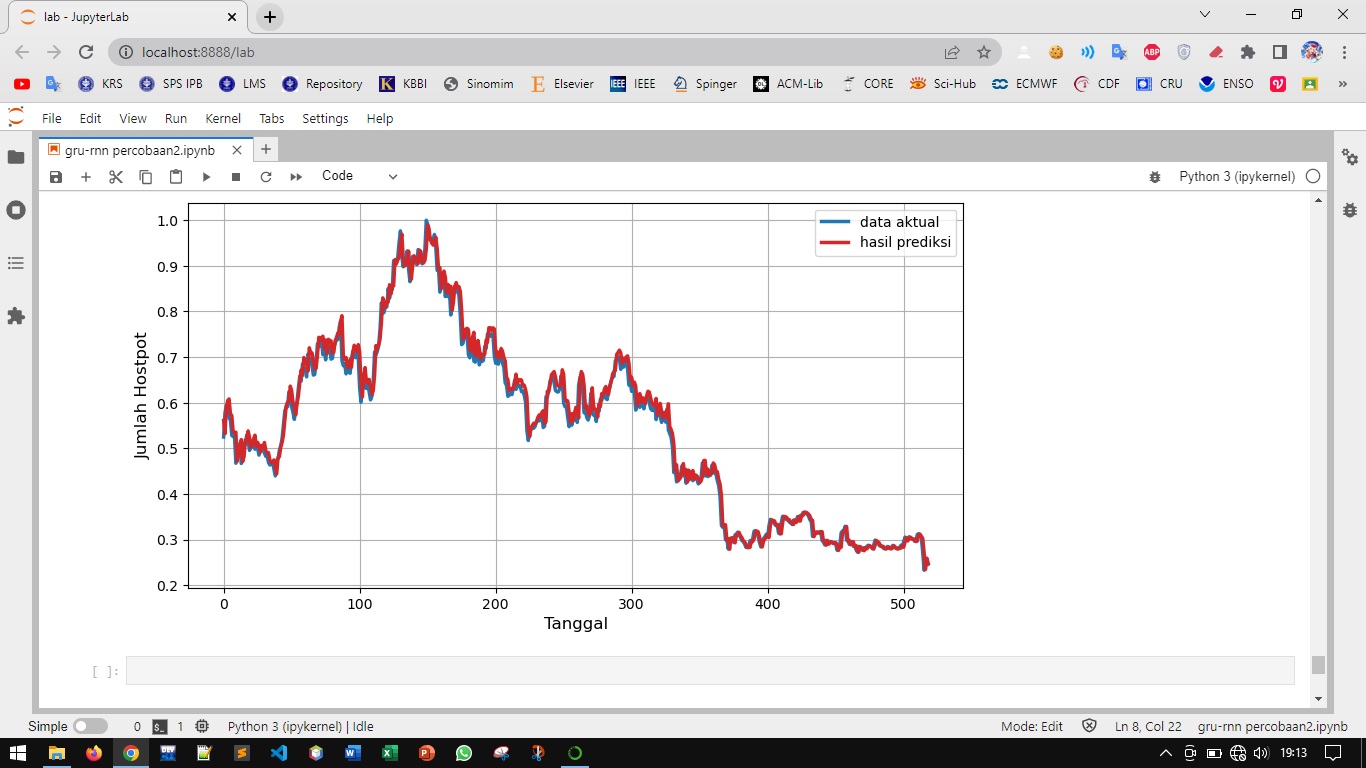 lab - JupyterLab
localhost:8888/lab
ABP
KRS SPS IPB LMS Repository KBBI Sinomim Elsevier IEEE Spinger ACM-Lib CORE Sci-Hub ECMWF CDF CRU ENSO
File Edit View Run Kernel Tabs Settings Help
gru-rnn percobaan2.ipynb
Code Python 3 (ipykernel)
data aktual
hasil prediksi
1.0
0.9
0.8
0.7
0.6
0.5
0.4
0.3
0.2
Jumlah Hostpot
0 100 200 300 400 500
Tanggal
[ ]:
Simple 0 $_ 1 Python 3 (ipykernel) | Idle Mode: Edit Ln 8, Col 22 gru-rnn percobaan2.ipynb
19:13